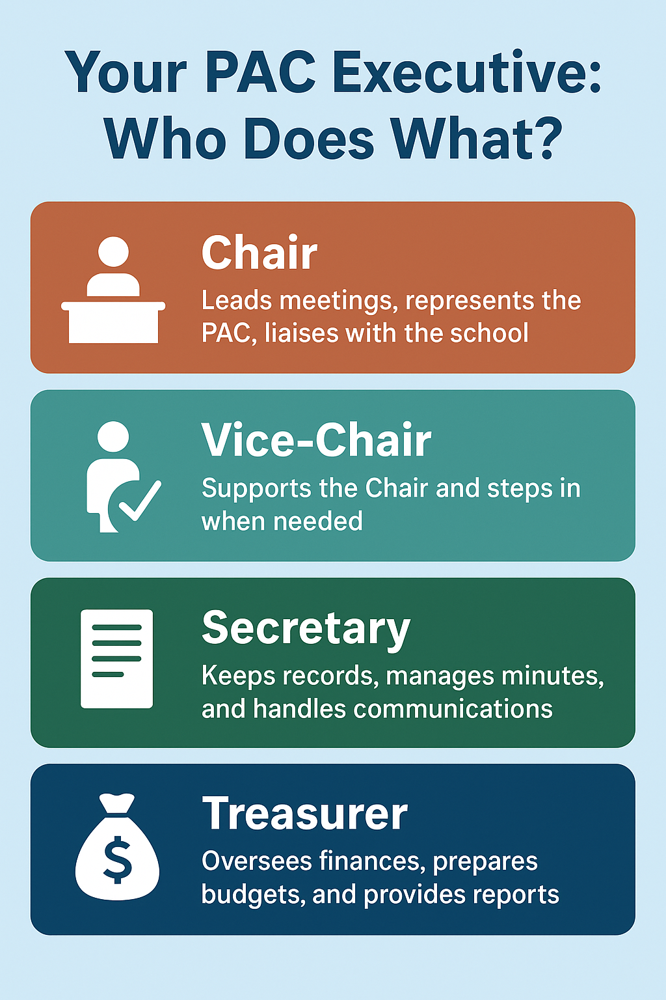 Your PAC Executive:
Who Does What?
Chair
Leads meetings, represents the
PAC, liaises with the school
Vice-Chair
Supports the Chair and steps in
when needed
Secretary
Keeps records, manages minutes,
and handles communications
$
Treasurer
Oversees finances, prepares
budgets, and provides reports